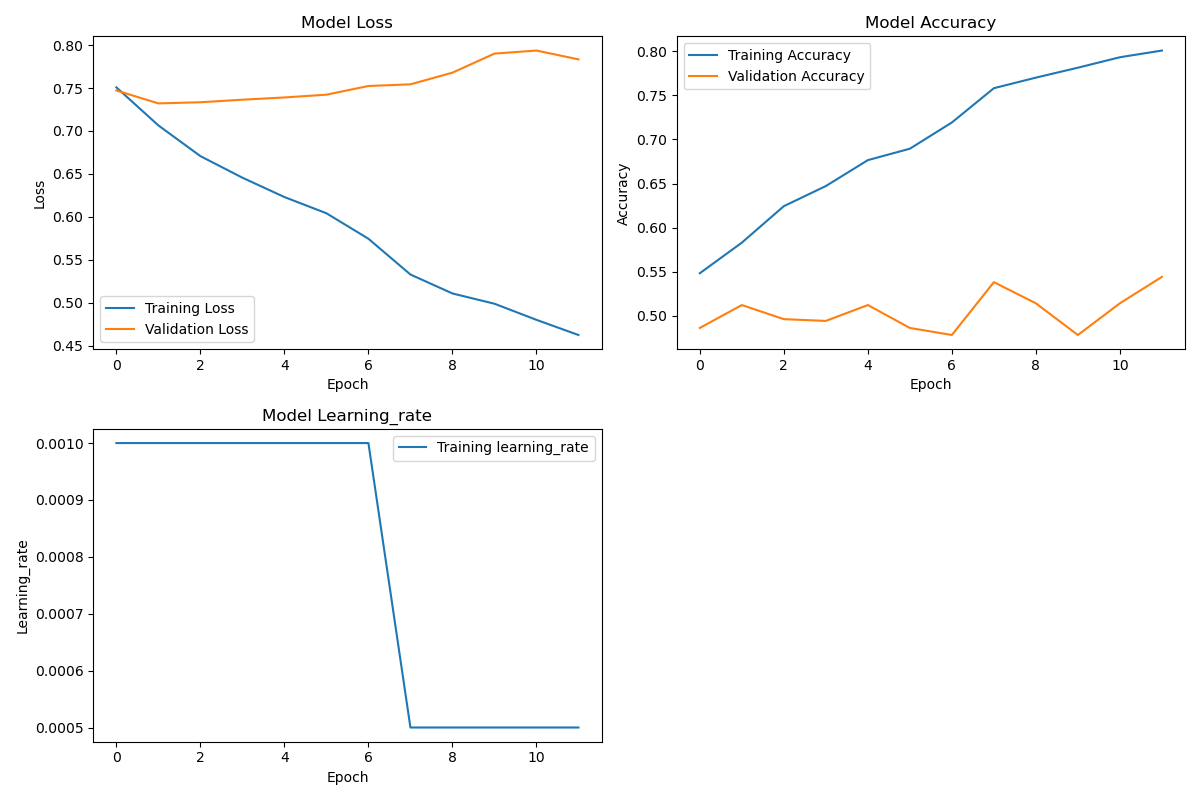 Model Loss
0.80
0.75
0.70
0.65
0.60
0.55
0.50
0.45
Loss
Training Loss
Validation Loss
0 2 4 6 8 10
Epoch
Model Accuracy
0.80
0.75
0.70
0.65
0.60
0.55
0.50
Accuracy
Training Accuracy
Validation Accuracy
0 2 4 6 8 10
Epoch
Model Learning_rate
0.0010
0.0009
0.0008
0.0007
0.0006
0.0005
Learning_rate
Training learning_rate
0 2 4 6 8 10
Epoch